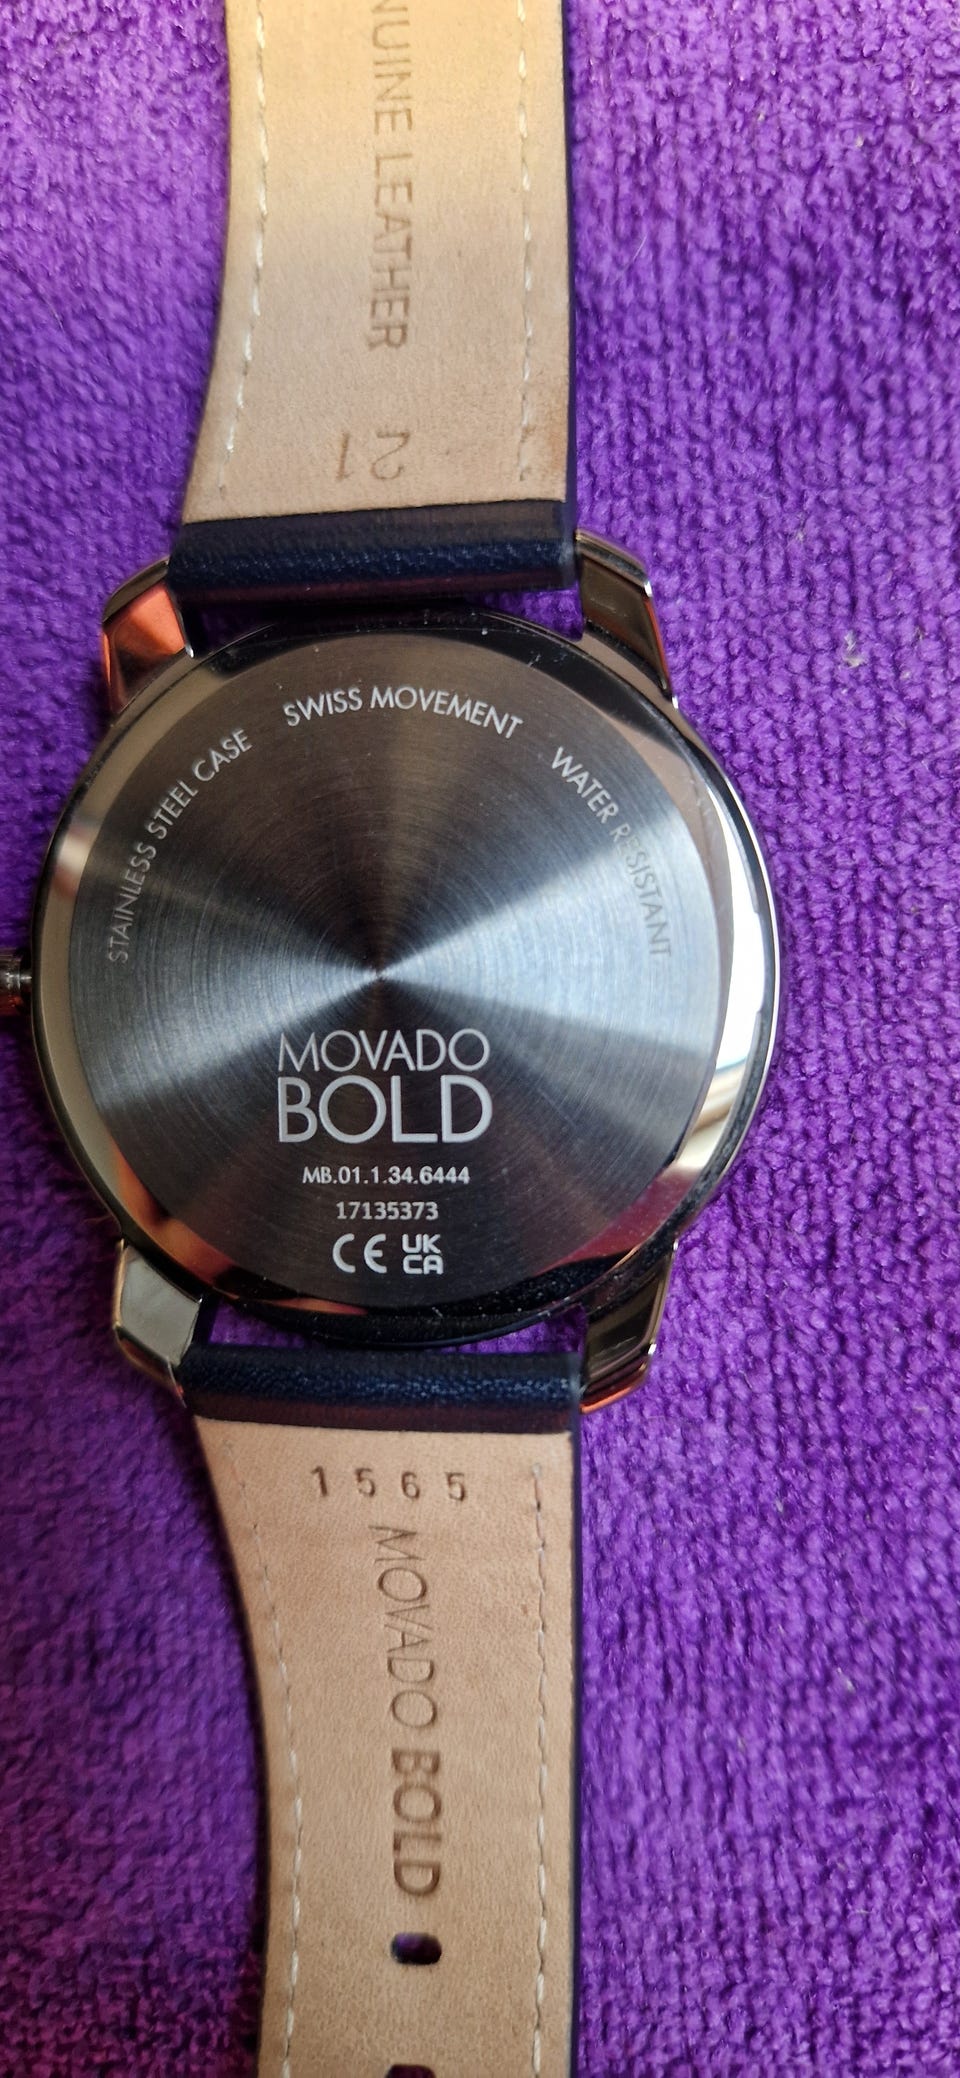 NUINE LEATHER
21
STAINLESS STEEL CASE
SWISS MOVEMENT
WATER RESISTANT
MOVADO
BOLD
MB.01.1.34.6444
17135373
CE UK
CA
1565
MOVADO BOLD